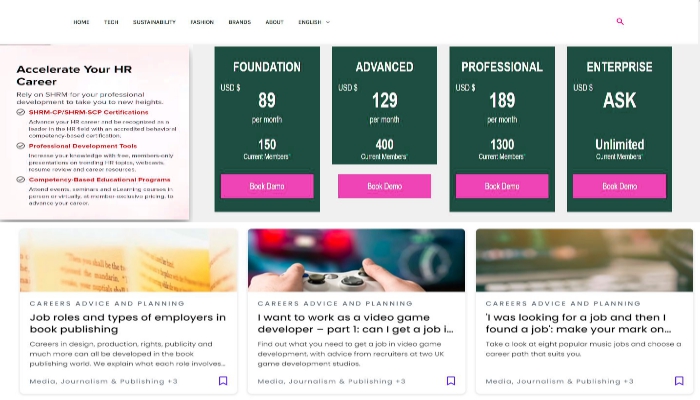 HOME TECH SUSTAINABILITY FASHION BRANDS ABOUT ENGLISH
Accelerate Your HR
Career
Rely on SHRM for your professional
development to take you to new heights.
SHRM-CP/SHRM-SCP Certifications
Advance your HR career and be recognized as a
leader in the HR field with an accredited behavioral
competency-based certification.
Professional Development Tools
Increase your knowledge with free, members-only
presentations on trending HR topics, webcasts,
resume review and career resources.
Competency-Based Educational Programs
Attend events, seminars and eLearning courses in
person or virtually, at member-exclusive pricing, to
advance your career.
FOUNDATION
USD $
89
per month
150
Current Members*
Book Demo
ADVANCED
USD $
129
per month
400
Current Members*
Book Demo
PROFESSIONAL
USD $
189
per month
1300
Current Members*
Book Demo
ENTERPRISE
USD $
ASK
Unlimited
Current Members*
Book Demo
CAREERS ADVICE AND PLANNING
Job roles and types of employers in
book publishing
Careers in design, production, rights, publicity and
much more can all be developed in the book
publishing world. We explain what each role involves...
Media, Journalism & Publishing +3
CAREERS ADVICE AND PLANNING
I want to work as a video game
developer – part 1: can I get a job i...
Find out what you need to get a job in video game
development, with advice from recruiters at two UK
game development studios.
Media, Journalism & Publishing +3
CAREERS ADVICE AND PLANNING
'I was looking for a job and then I
found a job': make your mark on...
Take a look at eight popular music jobs and choose a
career path that suits you.
Media, Journalism & Publishing +3